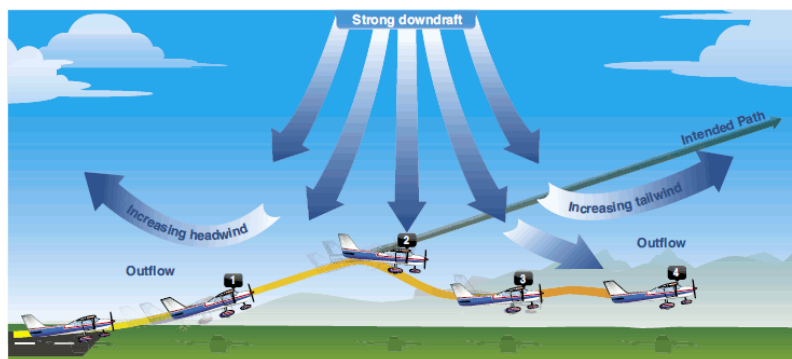 Strong downdraft
Intended Path
Increasing headwind
Increasing tailwind
2
Outflow
Outflow
1
3
4